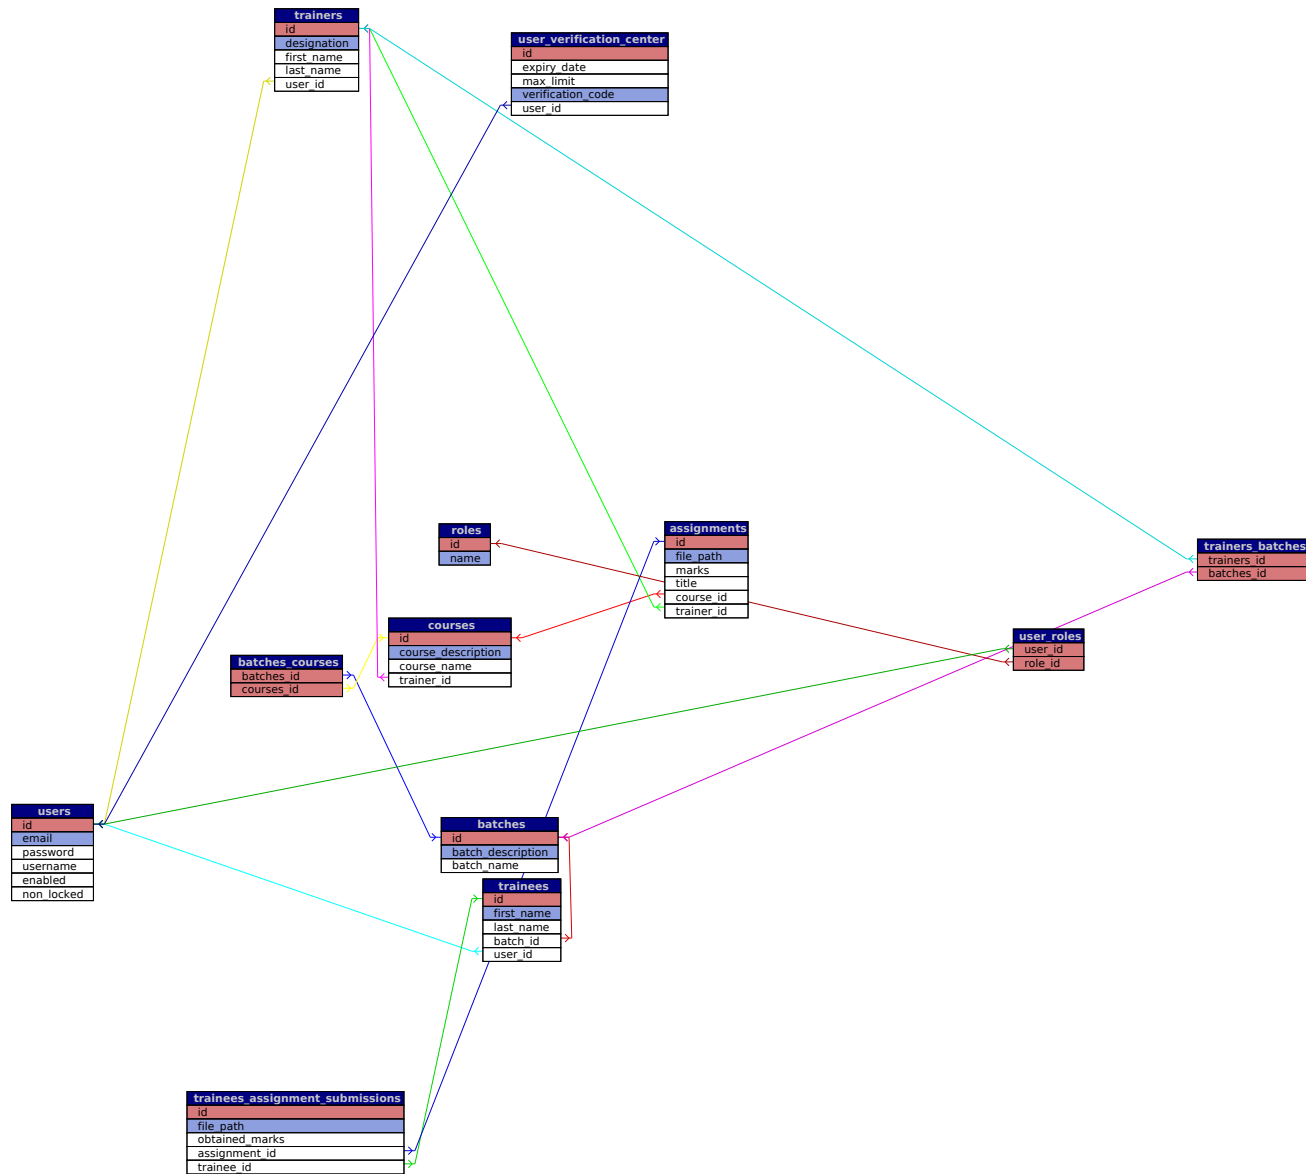 trainers
id
designation
first_name
last_name
user_id
user_verification_center
id
expiry_date
max_limit
verification_code
user_id
roles
id
name
assignments
id
file_path
marks
title
course_id
trainer_id
trainers_batches
trainers_id
batches_id
courses
id
course_description
course_name
trainer_id
user_roles
user_id
role_id
batches_courses
batches_id
courses_id
users
id
email
password
username
enabled
non_locked
batches
id
batch_description
batch_name
trainees
id
first_name
last_name
batch_id
user_id
trainees_assignment_submissions
id
file_path
obtained_marks
assignment_id
trainee_id